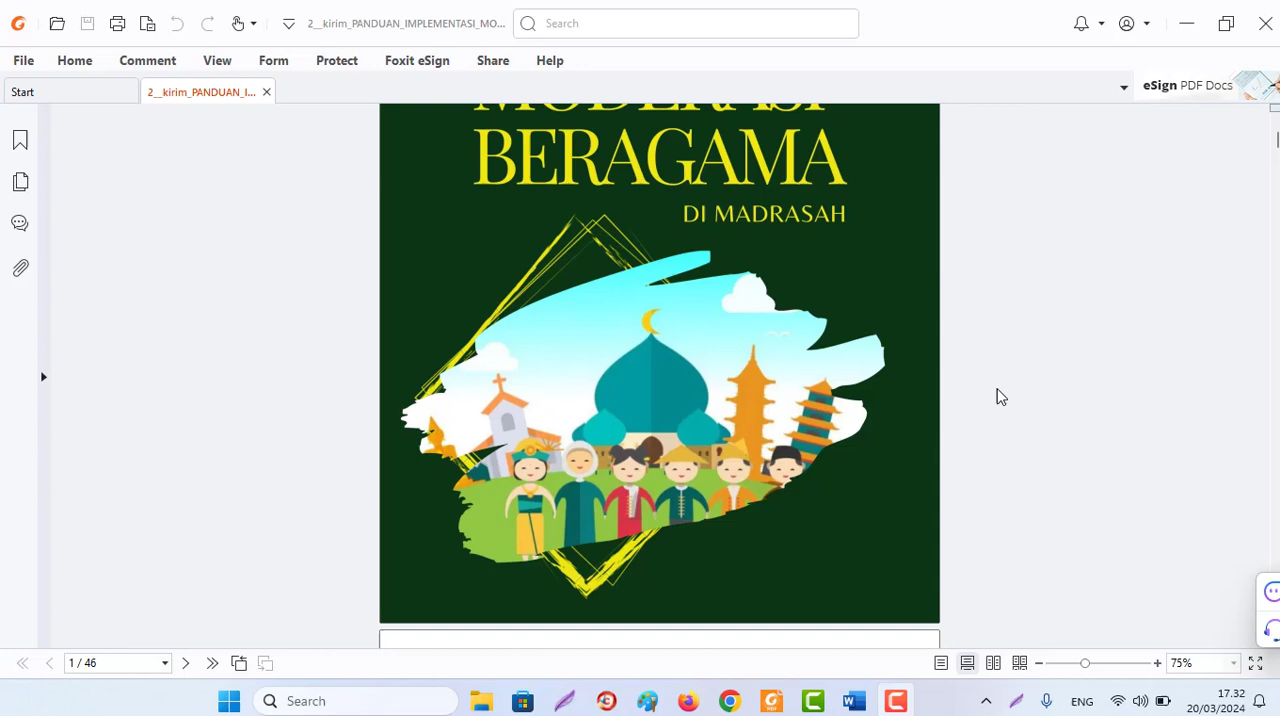 2__kirim_PANDUAN_IMPLEMENTASI_MO...
Search
File Home Comment View Form Protect Foxit eSign Share Help
Start
2__kirim_PANDUAN_I...
eSign PDF Docs
MODERASI
BERAGAMA
DI MADRASAH
1 / 46
75%
Search
ENG
17.32
20/03/2024